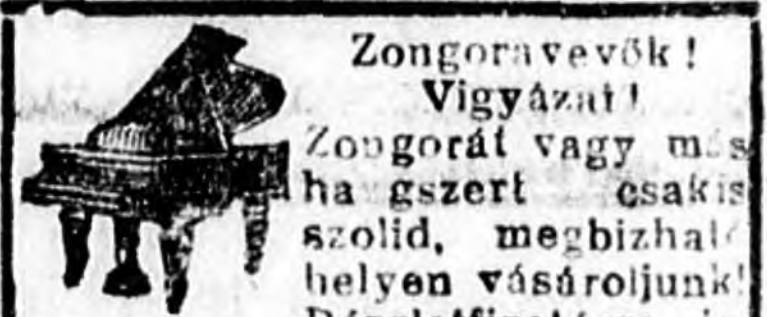 Zongoravevők!
Vigyázat!
Zongorát vagy más
hangszert csakis
szolid, megbizható
helyen vásároljunk!